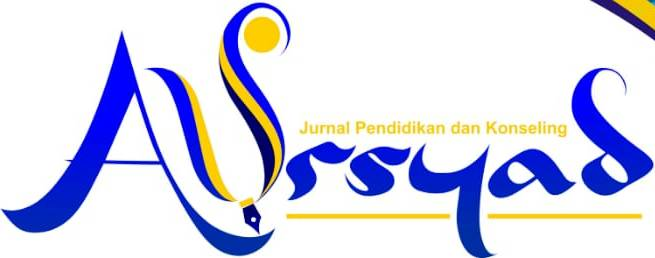 Al Irsyad
Jurnal Pendidikan dan Konseling